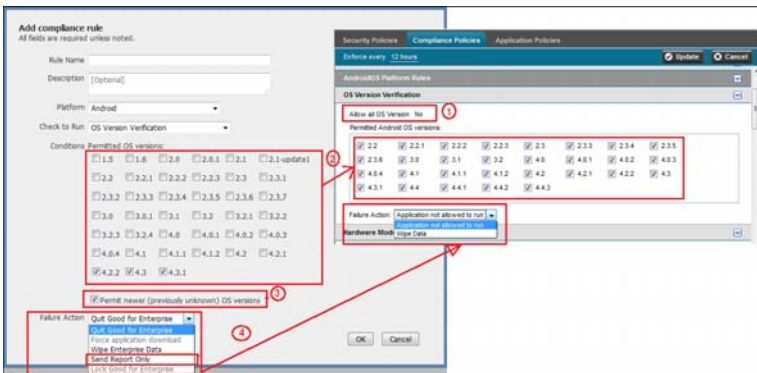 Add compliance rule
All fields are required unless noted.
Rule Name
Description [Optional]
Platform Android
Check to Run OS Version Verification
Conditions Permitted OS versions:
1.5 1.6 2.0 2.0.1 2.1 2.1-update1
2.2 2.2.1 2.2.2 2.2.3 2.3 2.3.1
2.3.2 2.3.3 2.3.4 2.3.5 2.3.6 2.3.7
3.0 3.0.1 3.1 3.2 3.2.1 3.2.2
3.2.3 3.2.4 4.0 4.0.1 4.0.2 4.0.3
4.0.4 4.1 4.1.1 4.1.2 4.2 4.2.1
4.2.2 4.3 4.3.1
2
Permit newer (previously unknown) OS versions
3
Failure Action Quit Good for Enterprise
Quit Good for Enterprise
Force application download
Wipe Enterprise Data
Send Report Only
Lock Good for Enterprise
4
OK Cancel
Security Policies Compliance Policies Application Policies
Enforce every 12 hours Update Cancel
AndroidOS Platform Rules
OS Version Verification
Allow all OS Version No
1
Permitted Android OS versions:
2.2 2.2.1 2.2.2 2.2.3 2.3 2.3.3 2.3.4 2.3.5
2.3.6 3.0 3.1 3.2 4.0 4.0.1 4.0.2 4.0.3
4.0.4 4.1 4.1.1 4.1.2 4.2 4.2.1 4.2.2 4.3
4.3.1 4.4 4.4.1 4.4.2 4.4.3
Failure Action Application not allowed to run
Application not allowed to run
Wipe Data
Hardware